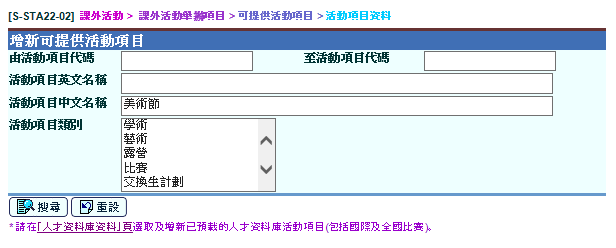 [S-STA22-02] 課外活動 > 課外活動舉辦項目 > 可提供活動項目 > 活動項目資料
增新可提供活動項目
由活動項目代碼 至活動項目代碼
活動項目英文名稱
活動項目中文名稱 美術節
活動項目類別 學術
藝術
露營
比賽
交換生計劃
搜尋 重設
*請在「人才資料庫資料」頁選取及增新已預載的人才資料庫活動項目(包括國際及全國比賽)。